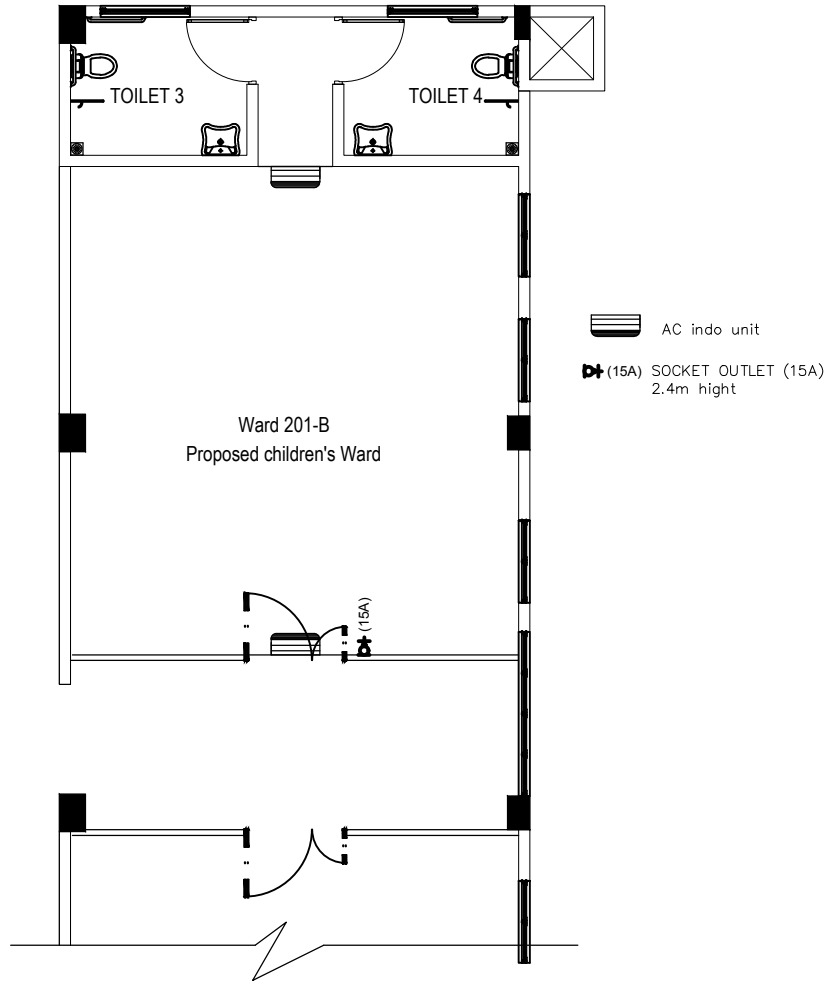 TOILET 3
TOILET 4
AC indo unit
(15A) SOCKET OUTLET (15A)
2.4m hight
Ward 201-B
Proposed children's Ward
(15A)